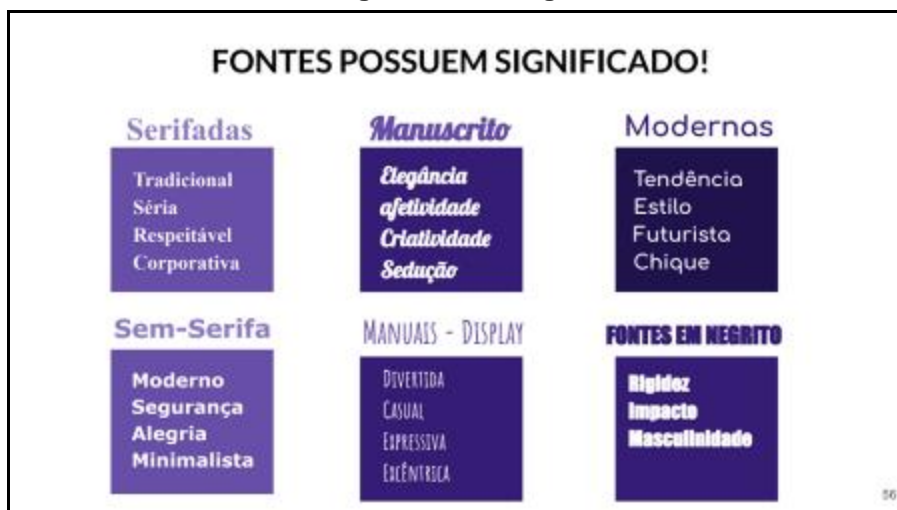 FONTES POSSUEM SIGNIFICADO!
Serifadas
Tradicional
Séria
Respeitável
Corporativa
Manuscrito
Elegância
afetividade
Criatividade
Sedução
Modernas
Tendência
Estilo
Futurista
Chique
Sem-Serifa
Moderno
Segurança
Alegria
Minimalista
MANUAIS - DISPLAY
DIVERTIDA
CASUAL
EXPRESSIVA
EXCÊNTRICA
FONTES EM NEGRITO
Rigidez
Impacto
Masculinidade
56